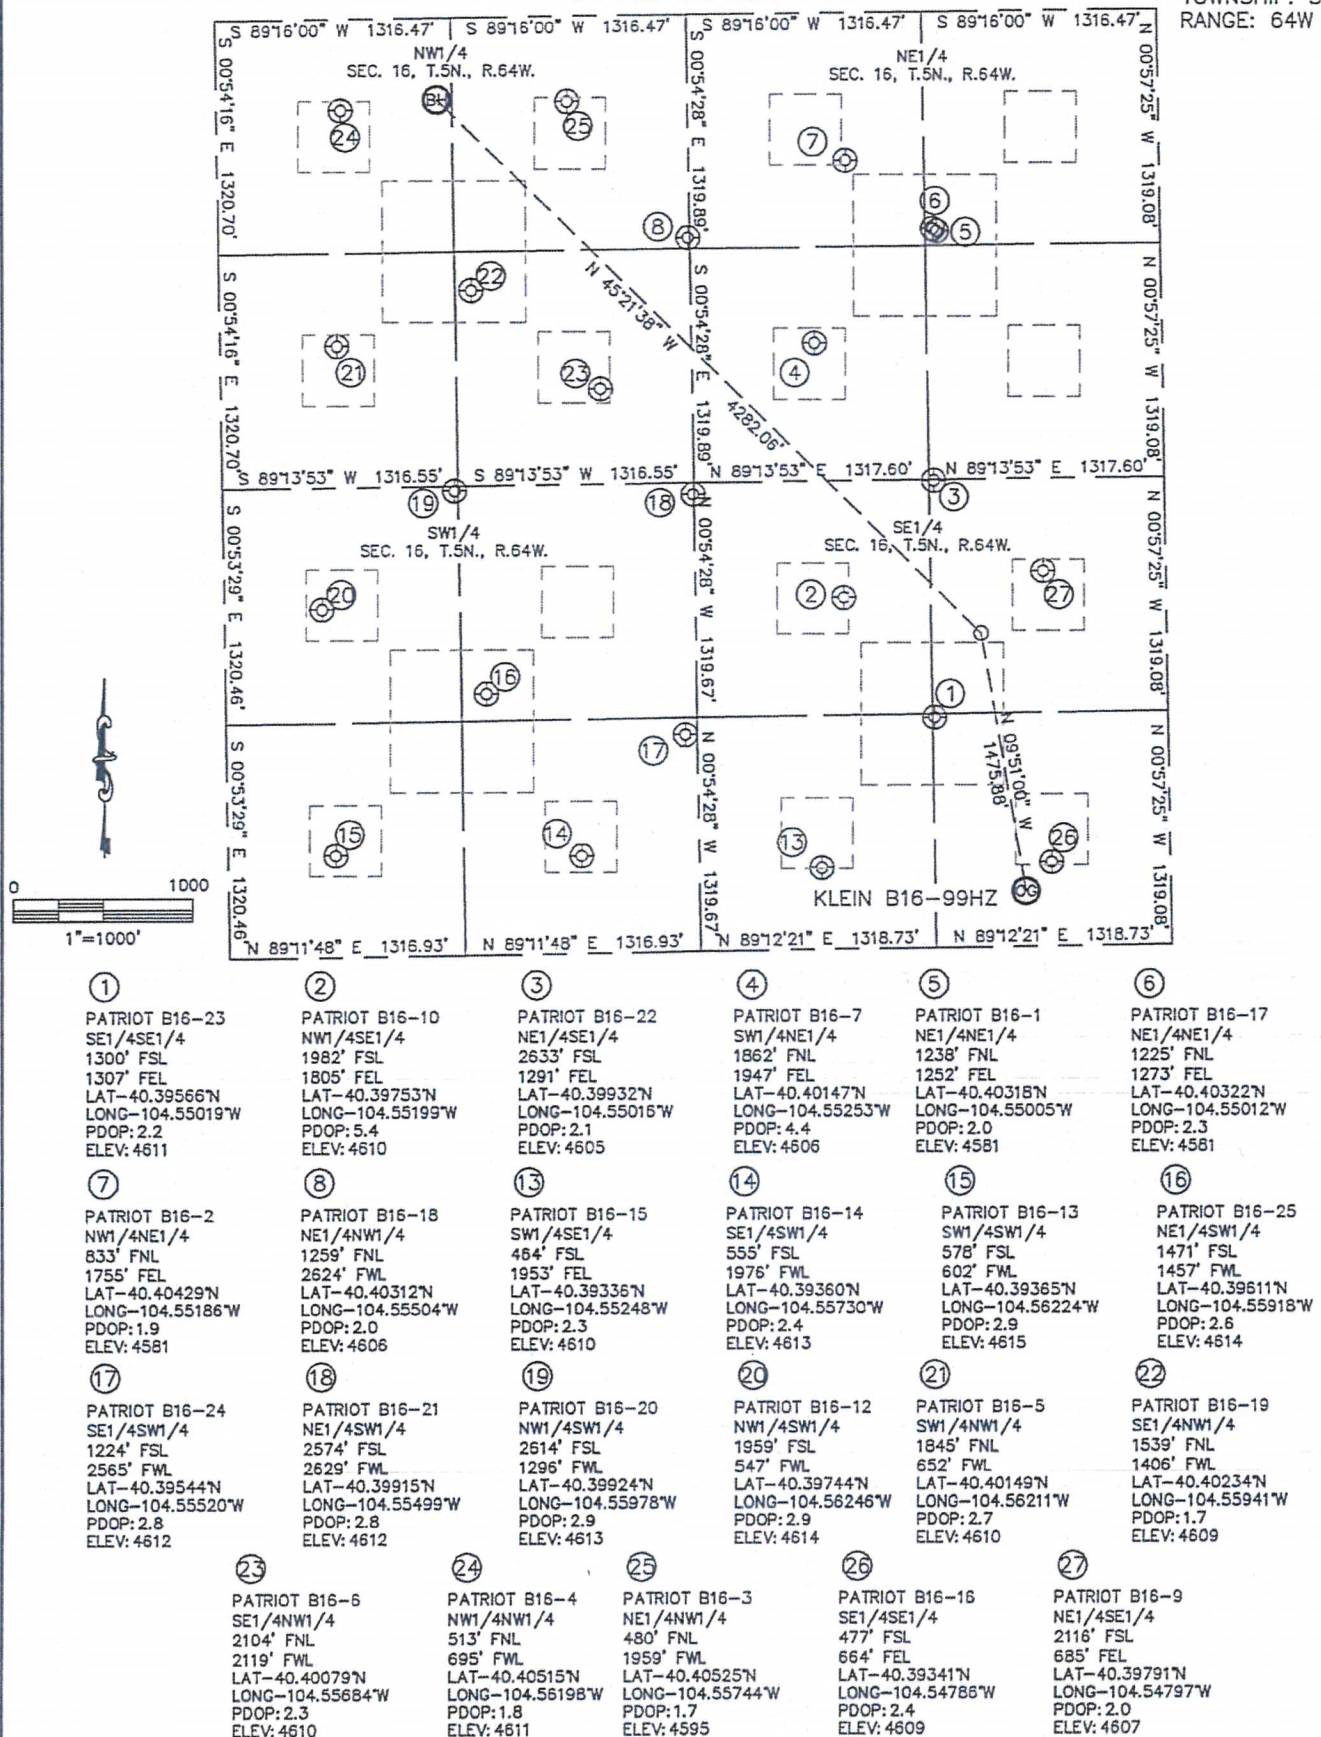 RANGE: 64W
S 89°16'00" W 1316.47'
S 89°16'00" W 1316.47'
S 89°16'00" W 1316.47'
S 89°16'00" W 1316.47'
NW1/4
SEC. 16, T.5N., R.64W.
NE1/4
SEC. 16, T.5N., R.64W.
S 00°54'16" E 1320.70'
S 00°54'28" E 1319.89'
N 00°57'25" W 1319.08'
BH
24
25
7
6
5
8
22
N 45°21'38" W
4282.06'
S 00°54'16" E 1320.70'
S 00°54'28" E 1319.89'
N 00°57'25" W 1319.08'
21
23
4
S 89°13'53" W 1316.55'
S 89°13'53" W 1316.55'
N 89°13'53" E 1317.60'
N 89°13'53" E 1317.60'
19
18
3
SW1/4
SEC. 16, T.5N., R.64W.
SE1/4
SEC. 16, T.5N., R.64W.
S 00°53'29" E 1320.46'
N 00°54'28" W 1319.67'
N 00°57'25" W 1319.08'
20
2
27
16
1
17
N 09°51'00" W
1475.88'
S 00°53'29" E 1320.46'
N 00°54'28" W 1319.67'
N 00°57'25" W 1319.08'
15
14
13
26
KLEIN B16-99HZ
OG
N 89°11'48" E 1316.93'
N 89°11'48" E 1316.93'
N 89°12'21" E 1318.73'
N 89°12'21" E 1318.73'
0 1000
1"=1000'
1
PATRIOT B16-23
SE1/4SE1/4
1300' FSL
1307' FEL
LAT-40.39566°N
LONG-104.55019°W
PDOP: 2.2
ELEV: 4611
2
PATRIOT B16-10
NW1/4SE1/4
1982' FSL
1805' FEL
LAT-40.39753°N
LONG-104.55199°W
PDOP: 5.4
ELEV: 4610
3
PATRIOT B16-22
NE1/4SE1/4
2633' FSL
1291' FEL
LAT-40.39932°N
LONG-104.55016°W
PDOP: 2.1
ELEV: 4605
4
PATRIOT B16-7
SW1/4NE1/4
1862' FNL
1947' FEL
LAT-40.40147°N
LONG-104.55253°W
PDOP: 4.4
ELEV: 4606
5
PATRIOT B16-1
NE1/4NE1/4
1238' FNL
1252' FEL
LAT-40.40318°N
LONG-104.55005°W
PDOP: 2.0
ELEV: 4581
6
PATRIOT B16-17
NE1/4NE1/4
1225' FNL
1273' FEL
LAT-40.40322°N
LONG-104.55012°W
PDOP: 2.3
ELEV: 4581
7
PATRIOT B16-2
NW1/4NE1/4
833' FNL
1755' FEL
LAT-40.40429°N
LONG-104.55186°W
PDOP: 1.9
ELEV: 4581
8
PATRIOT B16-18
NE1/4NW1/4
1259' FNL
2624' FWL
LAT-40.40312°N
LONG-104.55504°W
PDOP: 2.0
ELEV: 4606
13
PATRIOT B16-15
SW1/4SE1/4
464' FSL
1953' FEL
LAT-40.39336°N
LONG-104.55248°W
PDOP: 2.3
ELEV: 4610
14
PATRIOT B16-14
SE1/4SW1/4
555' FSL
1976' FWL
LAT-40.39360°N
LONG-104.55730°W
PDOP: 2.4
ELEV: 4613
15
PATRIOT B16-13
SW1/4SW1/4
578' FSL
602' FWL
LAT-40.39365°N
LONG-104.56224°W
PDOP: 2.9
ELEV: 4615
16
PATRIOT B16-25
NE1/4SW1/4
1471' FSL
1457' FWL
LAT-40.39611°N
LONG-104.55918°W
PDOP: 2.6
ELEV: 4614
17
PATRIOT B16-24
SE1/4SW1/4
1224' FSL
2565' FWL
LAT-40.39544°N
LONG-104.55520°W
PDOP: 2.8
ELEV: 4612
18
PATRIOT B16-21
NE1/4SW1/4
2574' FSL
2629' FWL
LAT-40.39915°N
LONG-104.55499°W
PDOP: 2.8
ELEV: 4612
19
PATRIOT B16-20
NW1/4SW1/4
2614' FSL
1296' FWL
LAT-40.39924°N
LONG-104.55978°W
PDOP: 2.9
ELEV: 4613
20
PATRIOT B16-12
NW1/4SW1/4
1959' FSL
547' FWL
LAT-40.39744°N
LONG-104.56246°W
PDOP: 2.9
ELEV: 4614
21
PATRIOT B16-5
SW1/4NW1/4
1845' FNL
652' FWL
LAT-40.40149°N
LONG-104.56211°W
PDOP: 2.7
ELEV: 4610
22
PATRIOT B16-19
SE1/4NW1/4
1539' FNL
1406' FWL
LAT-40.40234°N
LONG-104.55941°W
PDOP: 1.7
ELEV: 4609
23
PATRIOT B16-6
SE1/4NW1/4
2104' FNL
2119' FWL
LAT-40.40079°N
LONG-104.55684°W
PDOP: 2.3
ELEV: 4610
24
PATRIOT B16-4
NW1/4NW1/4
513' FNL
695' FWL
LAT-40.40515°N
LONG-104.56198°W
PDOP: 1.8
ELEV: 4611
25
PATRIOT B16-3
NE1/4NW1/4
480' FNL
1959' FWL
LAT-40.40525°N
LONG-104.55744°W
PDOP: 1.7
ELEV: 4595
26
PATRIOT B16-16
SE1/4SE1/4
477' FSL
664' FEL
LAT-40.39341°N
LONG-104.54786°W
PDOP: 2.4
ELEV: 4609
27
PATRIOT B16-9
NE1/4SE1/4
2116' FSL
685' FEL
LAT-40.39791°N
LONG-104.54797°W
PDOP: 2.0
ELEV: 4607